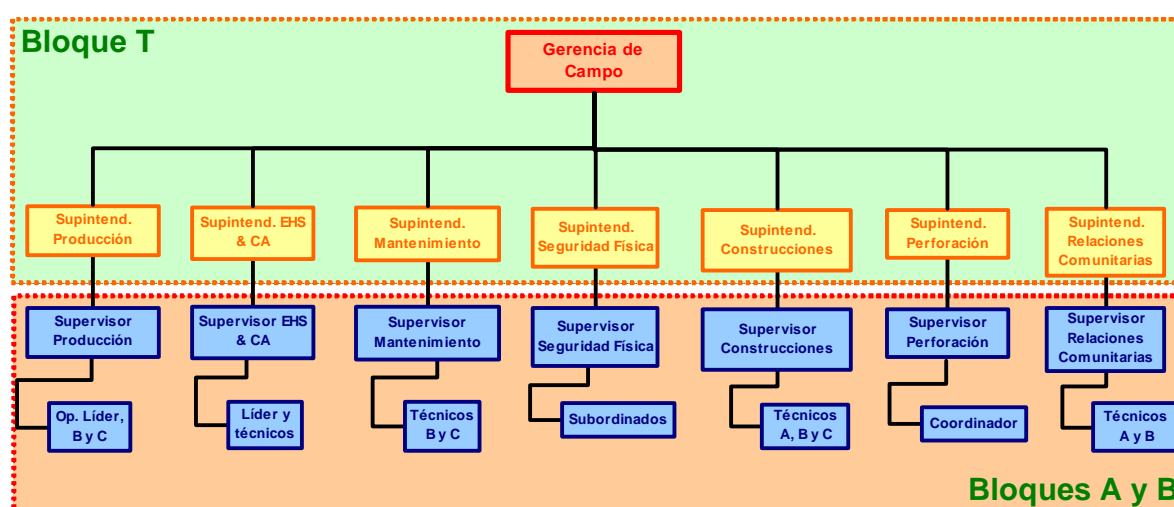 Bloque T
Gerencia de
Campo
Supintend.
Producción
Supintend. EHS
& CA
Supintend.
Mantenimiento
Supintend.
Seguridad Física
Supintend.
Construcciones
Supintend.
Perforación
Supintend.
Relaciones
Comunitarias
Supervisor
Producción
Supervisor EHS
& CA
Supervisor
Mantenimiento
Supervisor
Seguridad Física
Supervisor
Construcciones
Supervisor
Perforación
Supervisor
Relaciones
Comunitarias
Op. Líder,
B y C
Líder y
técnicos
Técnicos
B y C
Subordinados
Técnicos
A, B y C
Coordinador
Técnicos
A y B
Bloques A y B